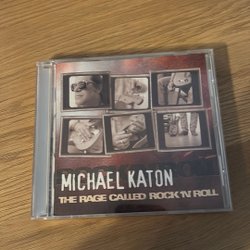 MICHAEL KATON
THE RAGE CALLED ROCK 'N' ROLL